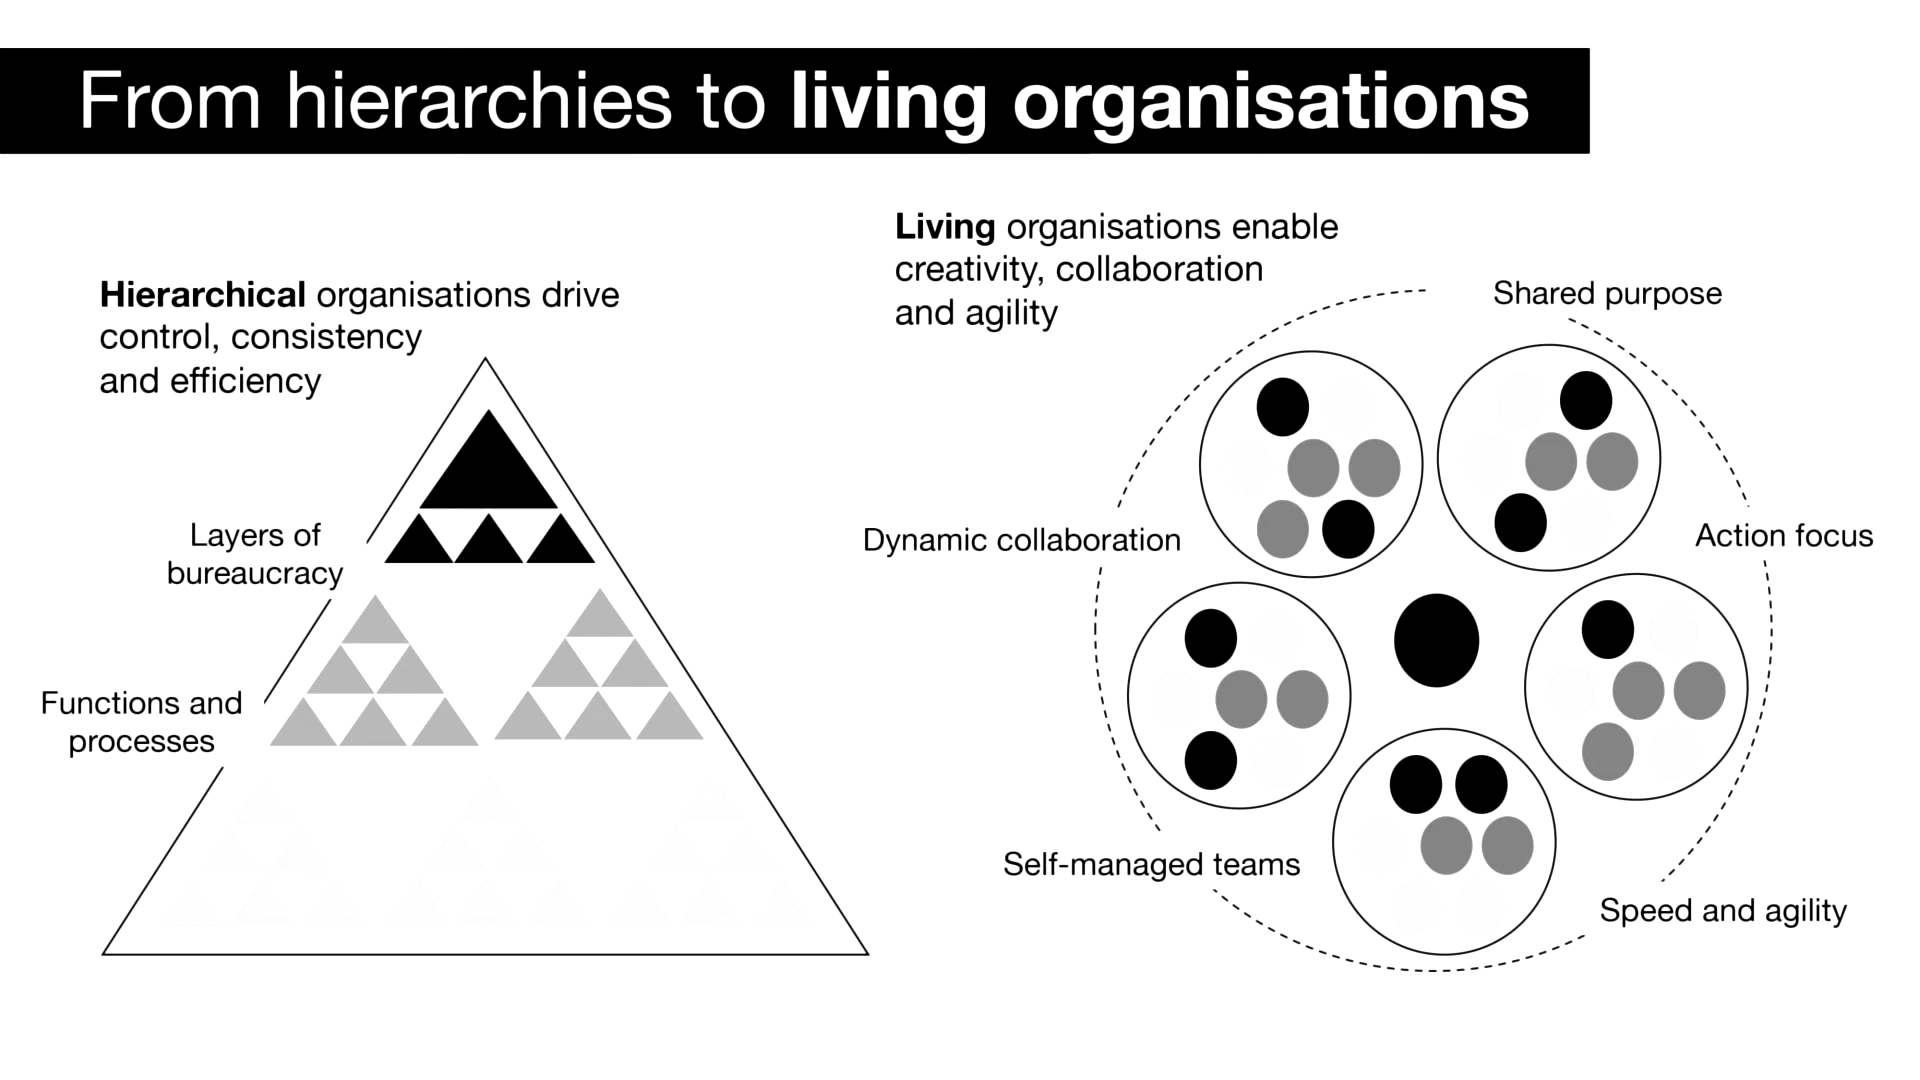 From hierarchies to living organisations
Hierarchical organisations drive
control, consistency
and efficiency
Layers of
bureaucracy
Functions and
processes
Living organisations enable
creativity, collaboration
and agility
Shared purpose
Dynamic collaboration
Action focus
Self-managed teams
Speed and agility